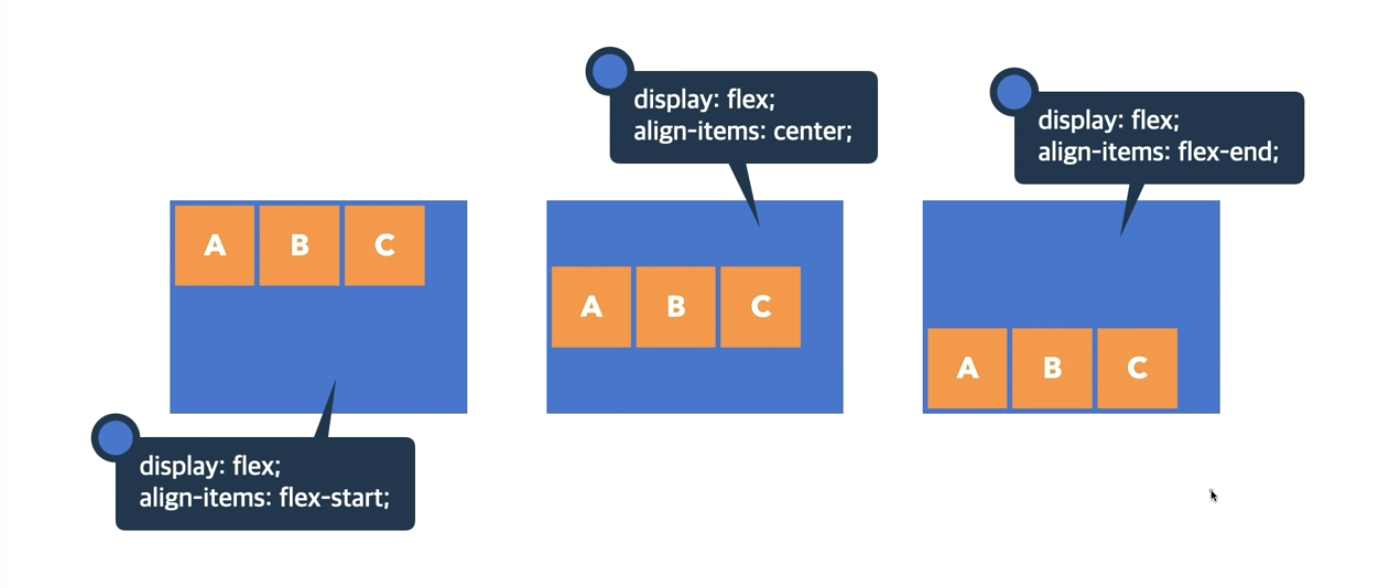 display: flex;
align-items: center;
display: flex;
align-items: flex-end;
A B C
A B C
A B C
display: flex;
align-items: flex-start;